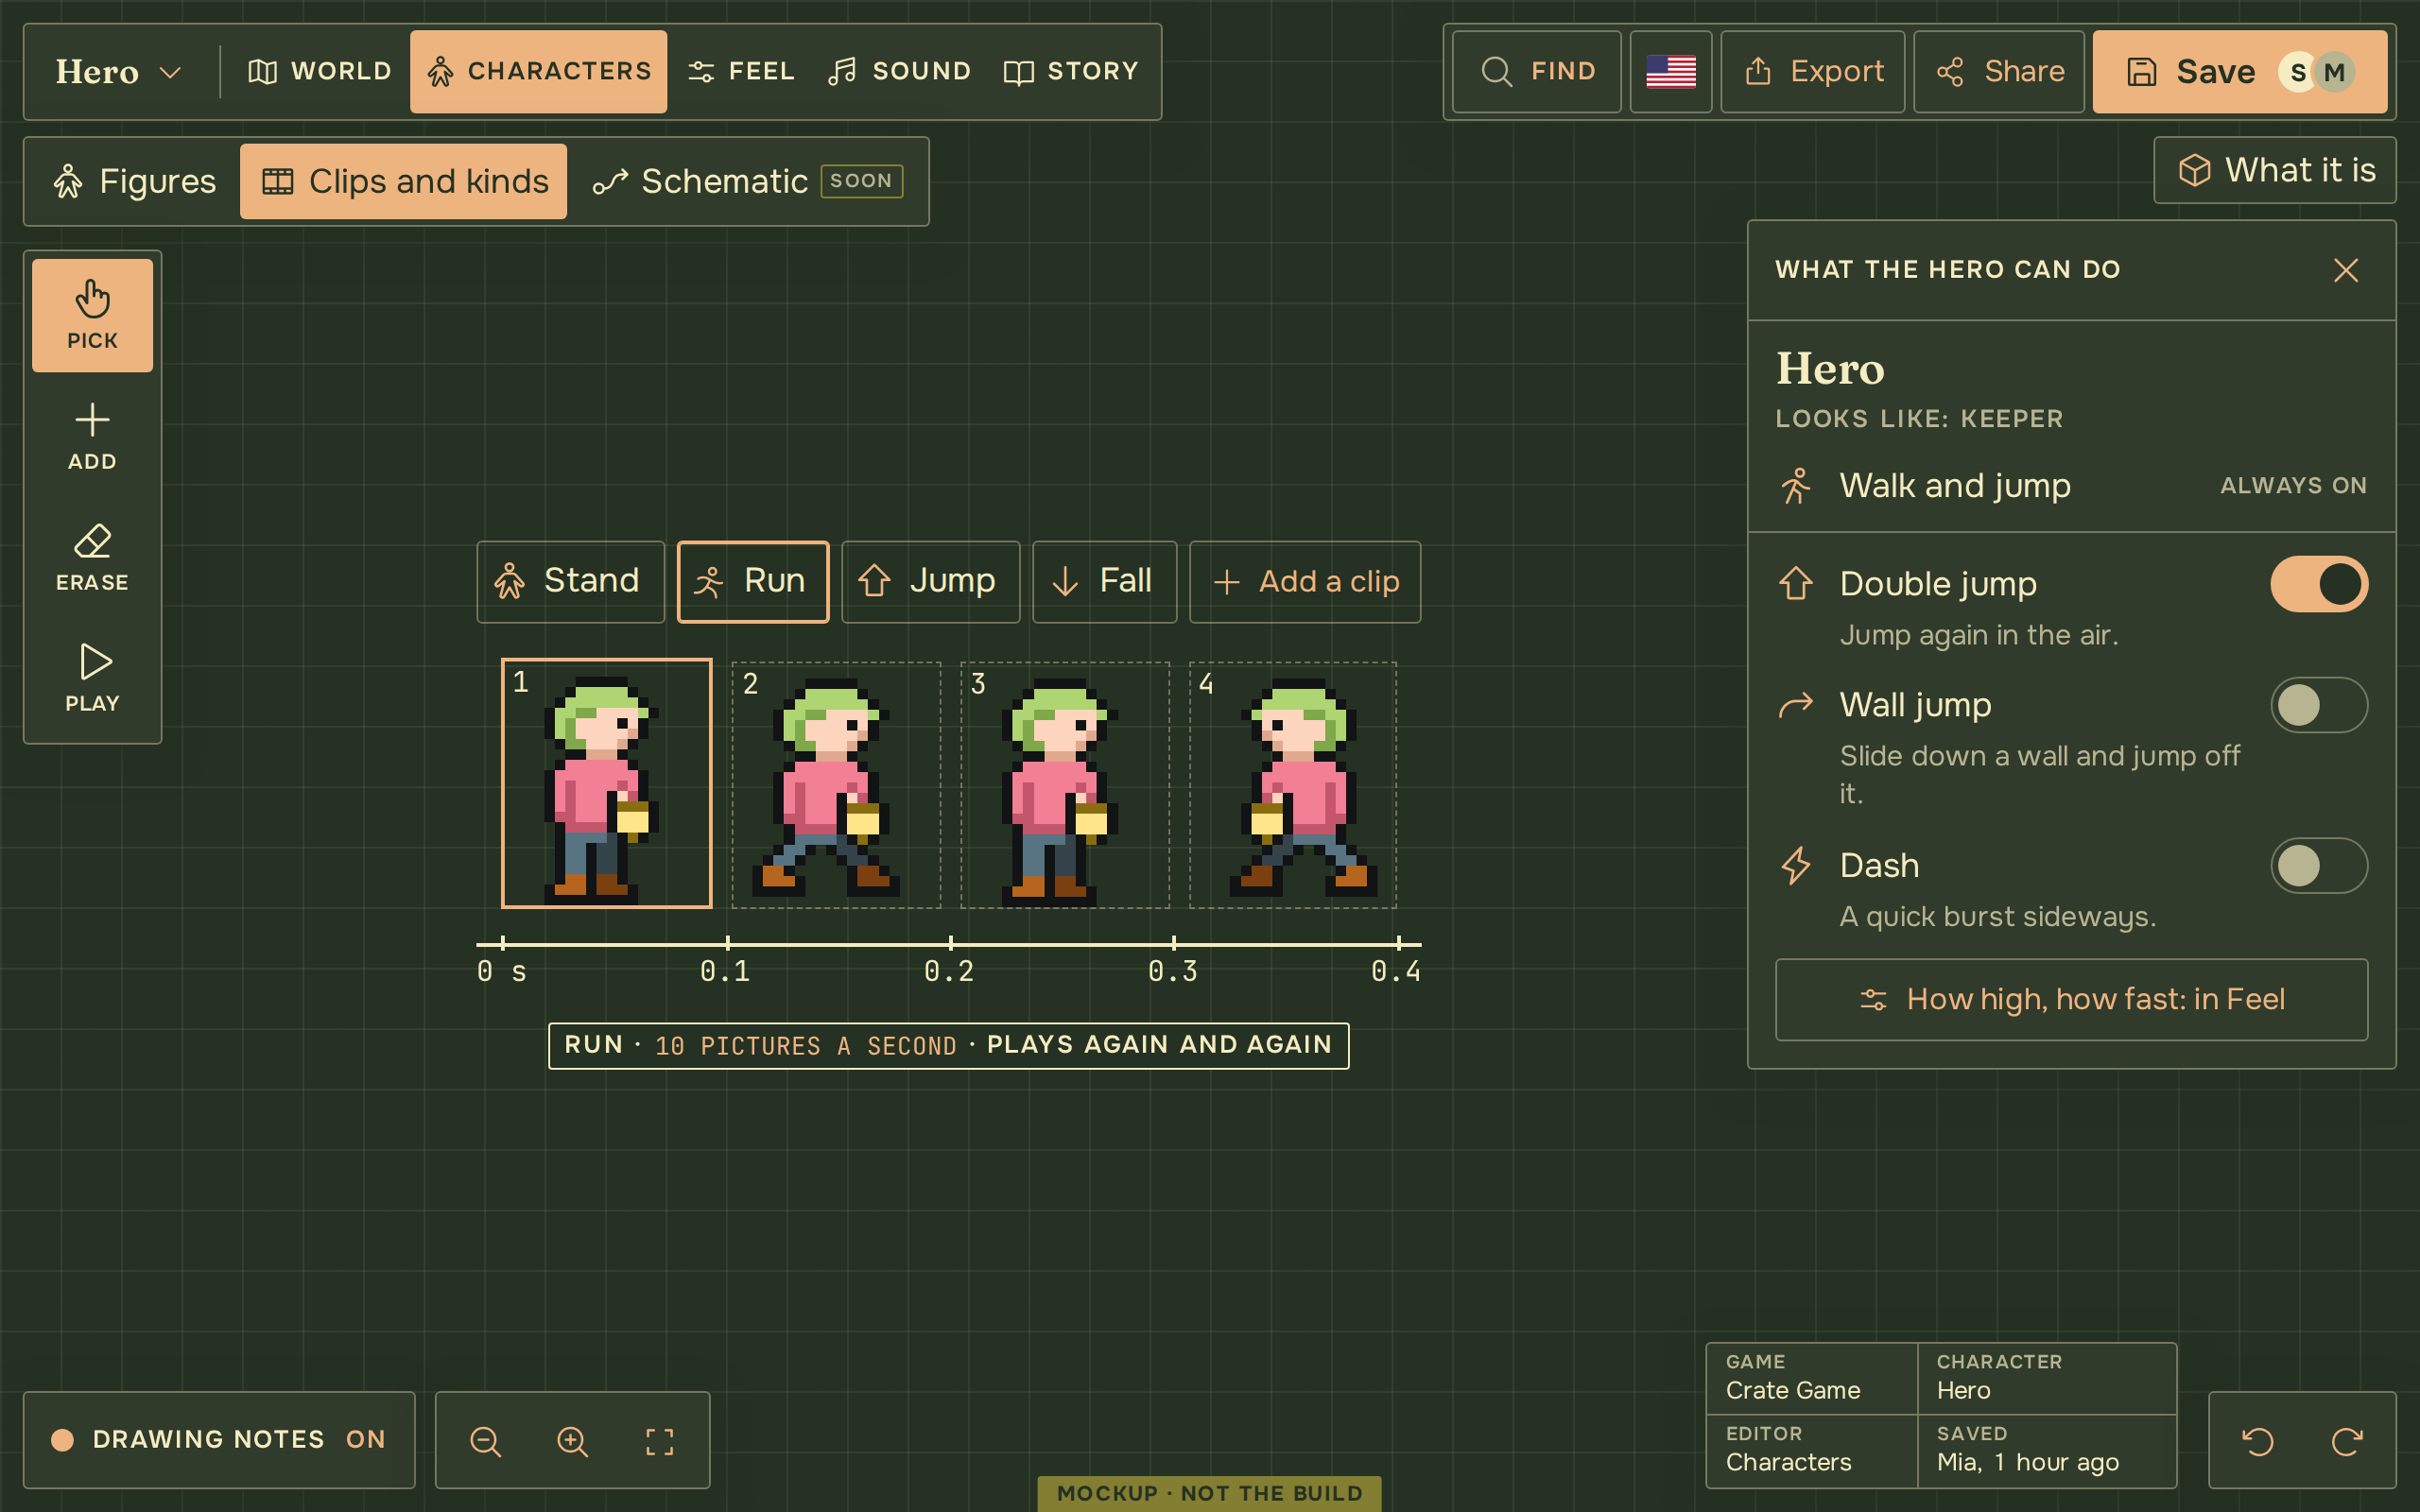 Hero
WORLD
CHARACTERS
FEEL
SOUND
STORY
FIND
Export
Share
Save
S
M
Figures
Clips and kinds
Schematic
SOON
What it is
PICK
ADD
ERASE
PLAY
Stand
Run
Jump
Fall
Add a clip
1
2
3
4
0 s
0.1
0.2
0.3
0.4
RUN · 10 PICTURES A SECOND · PLAYS AGAIN AND AGAIN
WHAT THE HERO CAN DO
Hero
LOOKS LIKE: KEEPER
Walk and jump
ALWAYS ON
Double jump
Jump again in the air.
Wall jump
Slide down a wall and jump off
it.
Dash
A quick burst sideways.
How high, how fast: in Feel
DRAWING NOTES ON
GAME
Crate Game
CHARACTER
Hero
EDITOR
Characters
SAVED
Mia, 1 hour ago
MOCKUP · NOT THE BUILD